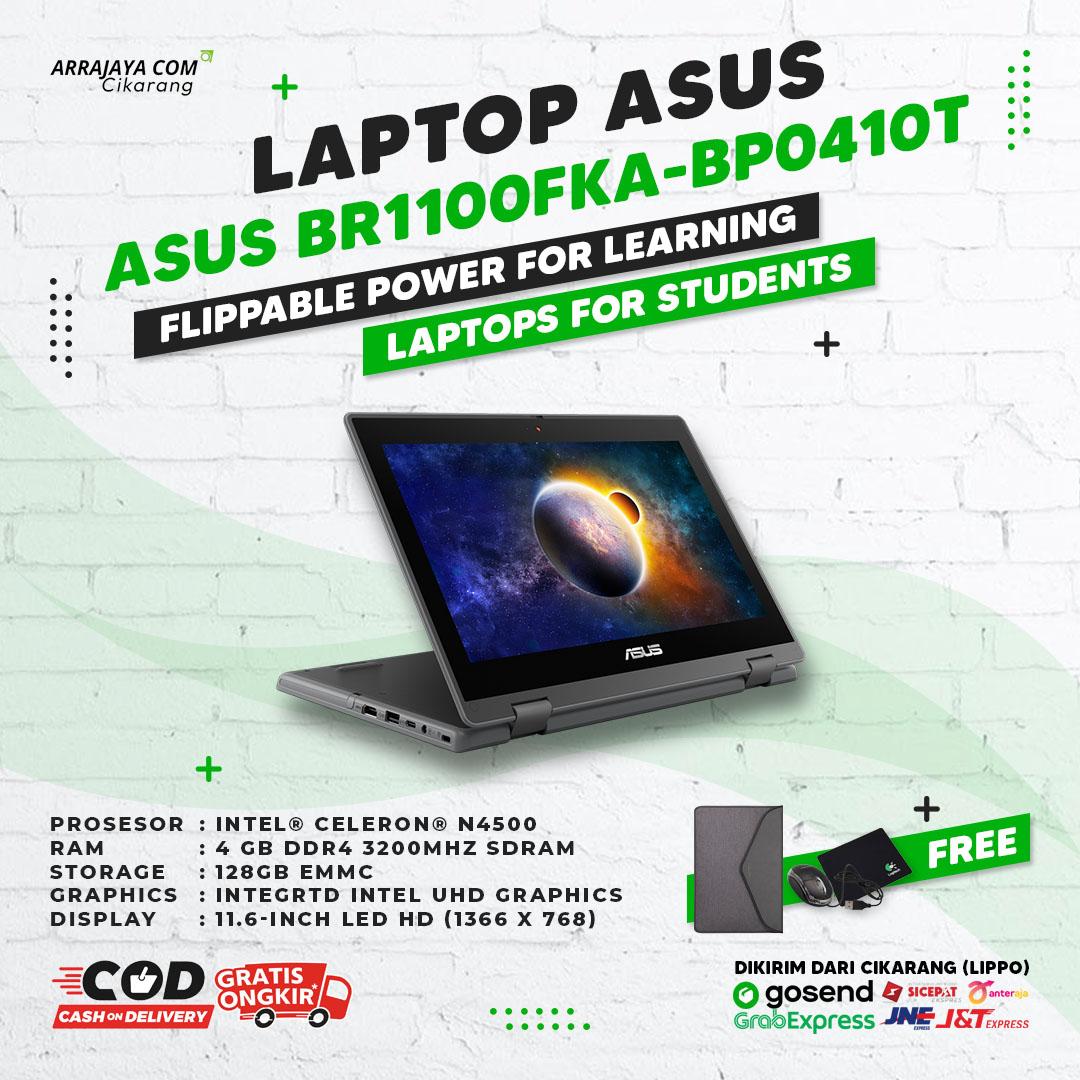 ARRAJAYA COM
Cikarang
LAPTOP ASUS
ASUS BR1100FKA-BP0410T
FLIPPABLE POWER FOR LEARNING
LAPTOPS FOR STUDENTS
ASUS
PROSESOR : INTEL® CELERON® N4500
RAM : 4 GB DDR4 3200MHZ SDRAM
STORAGE : 128GB EMMC
GRAPHICS : INTEGRTD INTEL UHD GRAPHICS
DISPLAY : 11.6-INCH LED HD (1366 X 768)
FREE
COD
CASH ON DELIVERY
GRATIS
ONGKIR*
DIKIRIM DARI CIKARANG (LIPPO)
gosend
SICEPAT
EKSPRES
anteraja
GrabExpress
JNE
EXPRESS
J&T EXPRESS